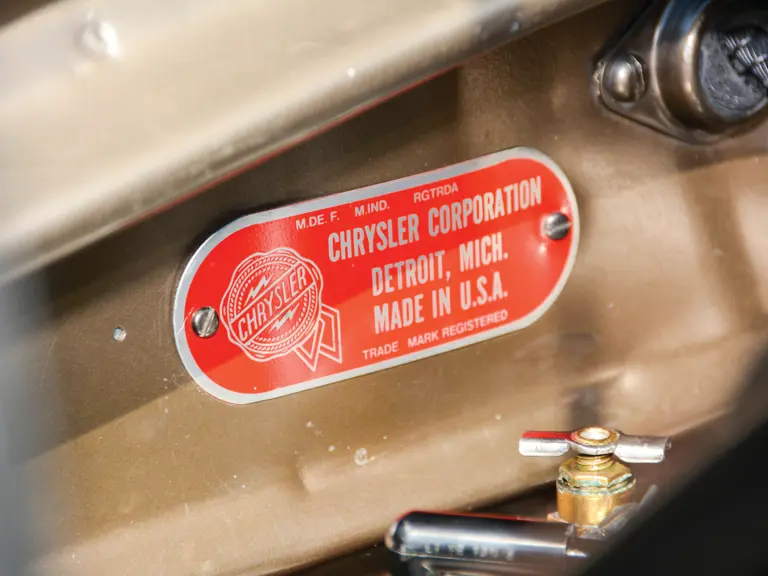 M.DE. F. M.IND. RGTRDA
CHRYSLER CORPORATION
DETROIT, MICH.
MADE IN U.S.A.
TRADE MARK REGISTERED
CHRYSLER